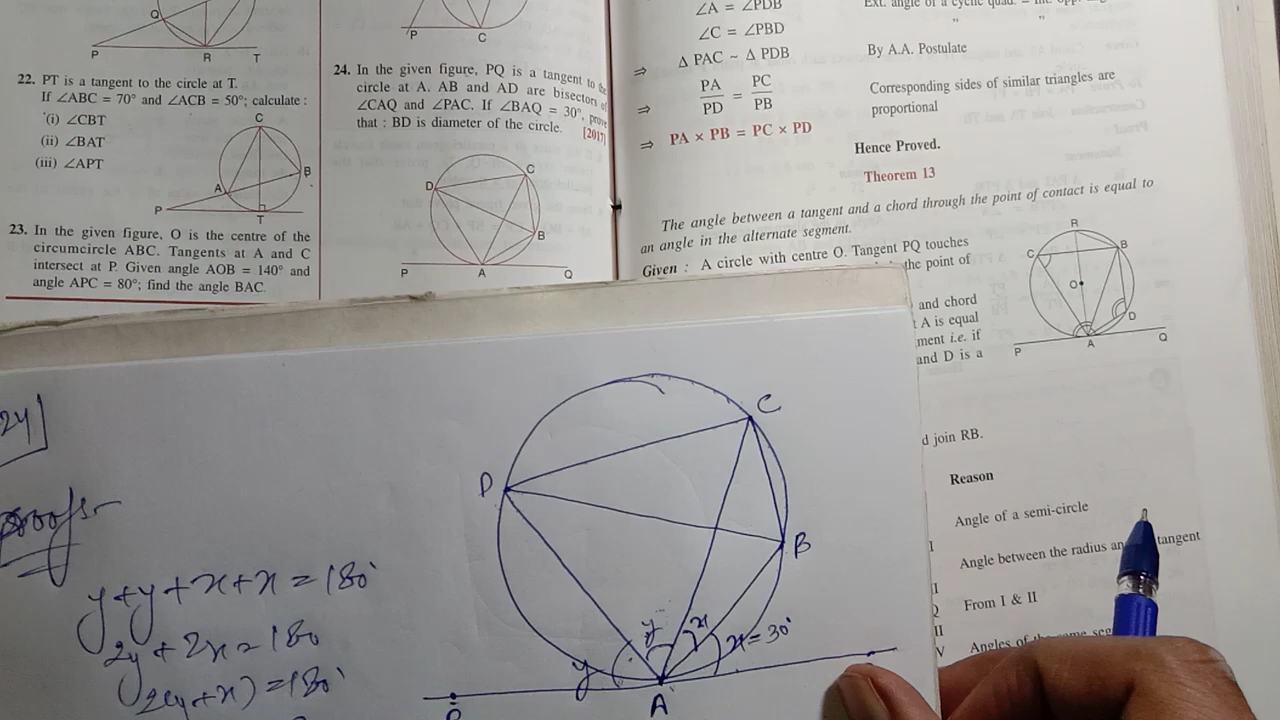 Q
P
R
T
22. PT is a tangent to the circle at T.
If ∠ABC = 70° and ∠ACB = 50°; calculate :
(i) ∠CBT
(ii) ∠BAT
(iii) ∠APT
C
B
A
P
T
23. In the given figure, O is the centre of the
circumcircle ABC. Tangents at A and C
intersect at P. Given angle AOB = 140° and
angle APC = 80°; find the angle BAC.
P
C
24. In the given figure, PQ is a tangent to the
circle at A. AB and AD are bisectors of
∠CAQ and ∠PAC. If ∠BAQ = 30°, prove
that : BD is diameter of the circle. [2017]
D
C
B
P
A
Q
∠A = ∠PDB
∠C = ∠PBD
" "
⇒ Δ PAC ~ Δ PDB By A.A. Postulate
⇒ PA/PD = PC/PB Corresponding sides of similar triangles are
proportional
⇒ PA × PB = PC × PD
Hence Proved.
Theorem 13
The angle between a tangent and a chord through the point of contact is equal to
an angle in the alternate segment.
Given : A circle with centre O. Tangent PQ touches
the point of
and chord
A is equal
ment i.e. if
and D is a
R
C
B
O
D
P
A
Q
join RB.
Reason
Angle of a semi-circle
Angle between the radius tangent
From I & II
24]
Proof:-
y+y+x+x=180°
2y+2x=180
2(y+x)=180°
D
C
B
y
y
x
x=30°
A